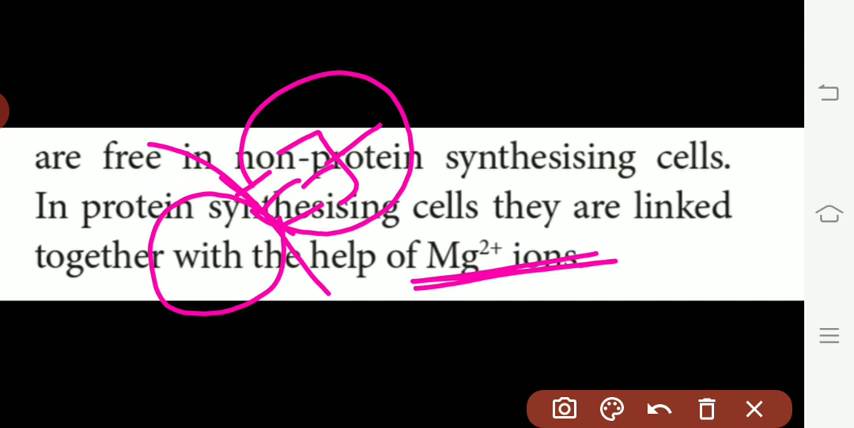 are free in non-protein synthesising cells.
In protein synthesising cells they are linked
together with the help of Mg²⁺ ions.